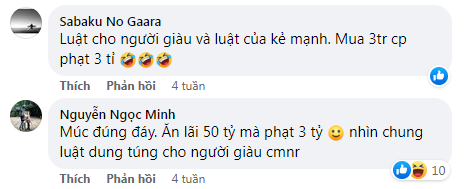 Sabaku No Gaara
Luật cho người giàu và luật của kẻ mạnh. Mua 3tr cp
phạt 3 tỉ 🤣🤣🤣
Thích Phản hồi 4 tuần
Nguyễn Ngọc Minh
Múc đúng đáy. Ăn lãi 50 tỷ mà phạt 3 tỷ 🙂 nhìn chung
luật dung túng cho người giàu cmnr
Thích Phản hồi 4 tuần
10